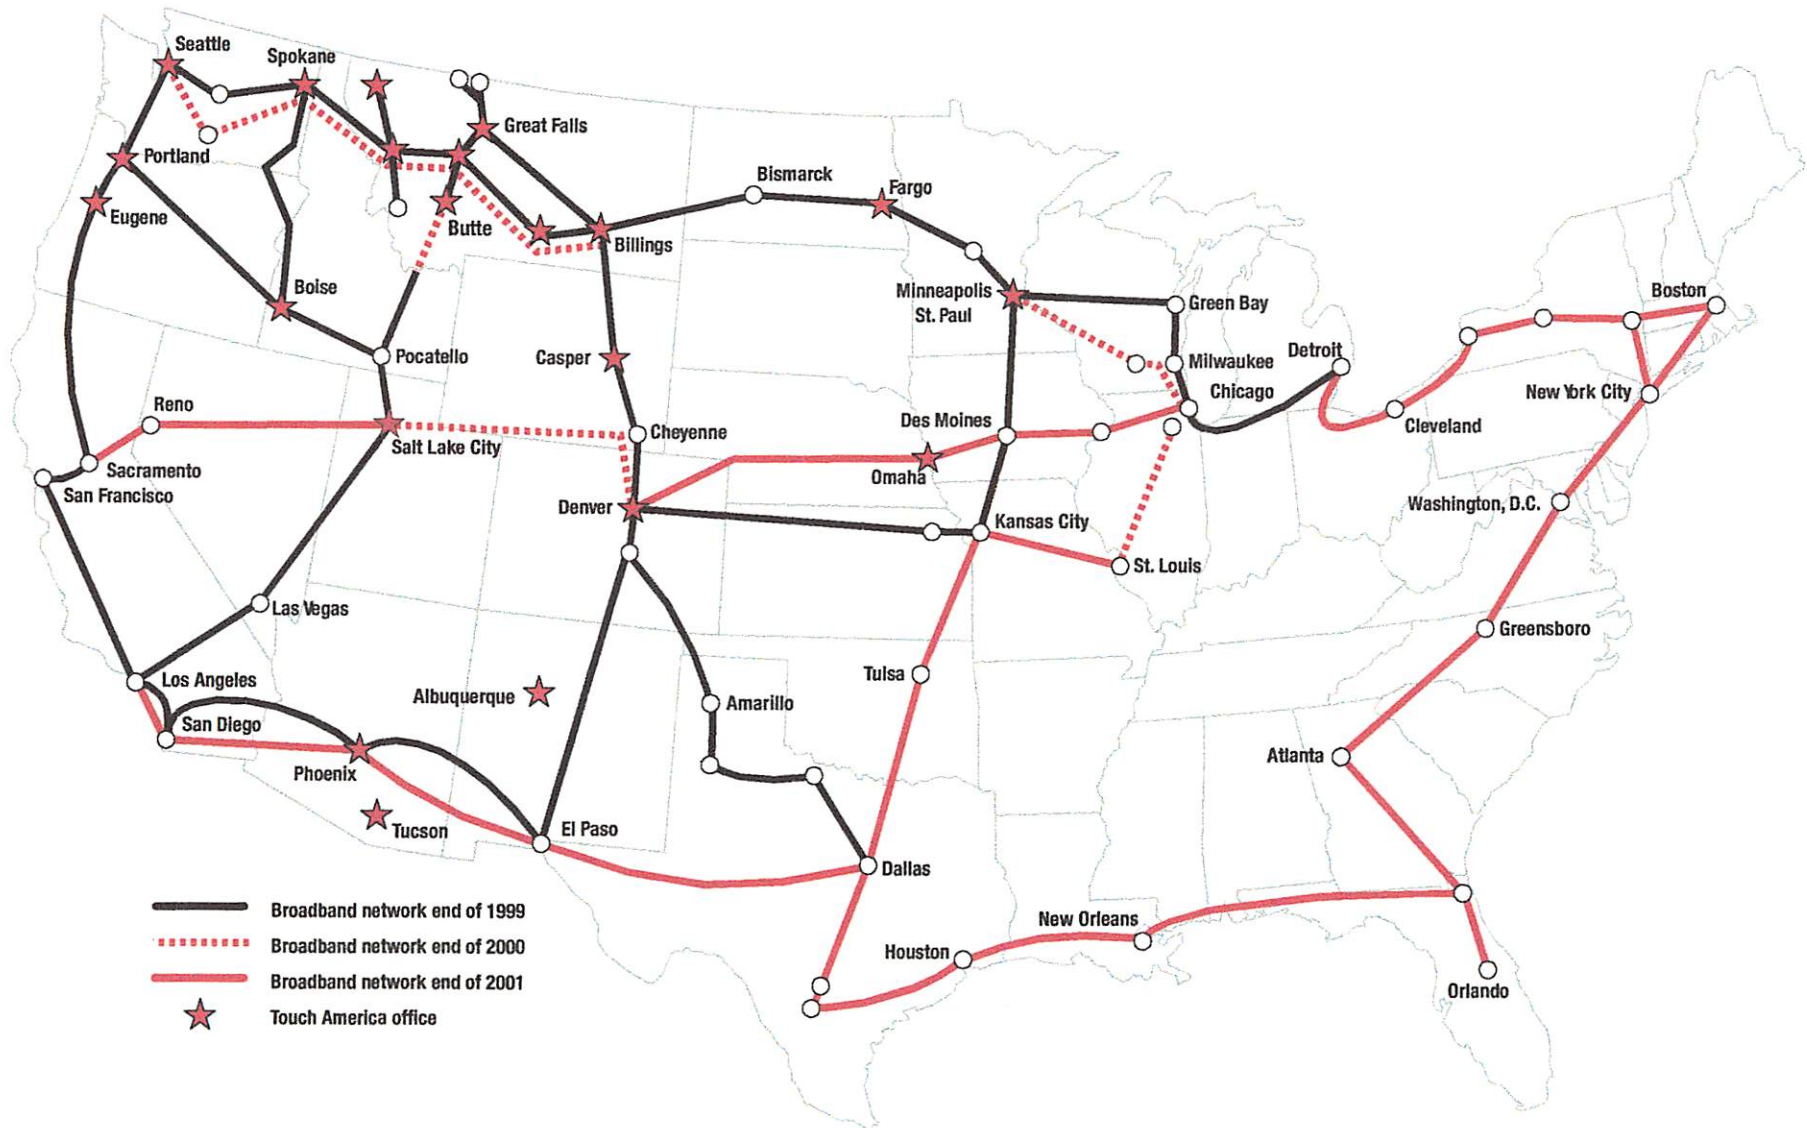 Seattle
Spokane
Great Falls
Portland
Eugene
Butte
Billings
Bismarck
Fargo
Boise
Minneapolis
St. Paul
Green Bay
Boston
Pocatello
Casper
Milwaukee
Detroit
Chicago
New York City
Reno
Salt Lake City
Cheyenne
Des Moines
Cleveland
Sacramento
San Francisco
Omaha
Denver
Kansas City
Washington, D.C.
St. Louis
Las Vegas
Greensboro
Los Angeles
Albuquerque
Tulsa
Amarillo
San Diego
Phoenix
Atlanta
Tucson
El Paso
Dallas
Broadband network end of 1999
New Orleans
Broadband network end of 2000
Houston
Broadband network end of 2001
Orlando
Touch America office